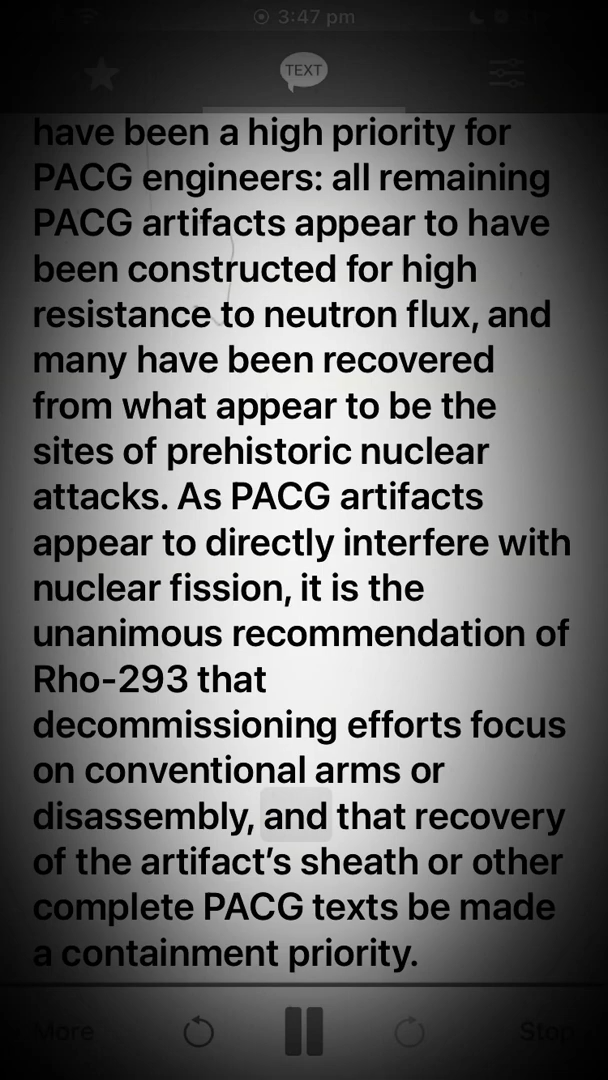 3:47 pm
TEXT
have been a high priority for
PACG engineers: all remaining
PACG artifacts appear to have
been constructed for high
resistance to neutron flux, and
many have been recovered
from what appear to be the
sites of prehistoric nuclear
attacks. As PACG artifacts
appear to directly interfere with
nuclear fission, it is the
unanimous recommendation of
Rho-293 that
decommissioning efforts focus
on conventional arms or
disassembly, and that recovery
of the artifact’s sheath or other
complete PACG texts be made
a containment priority.
More
Stop